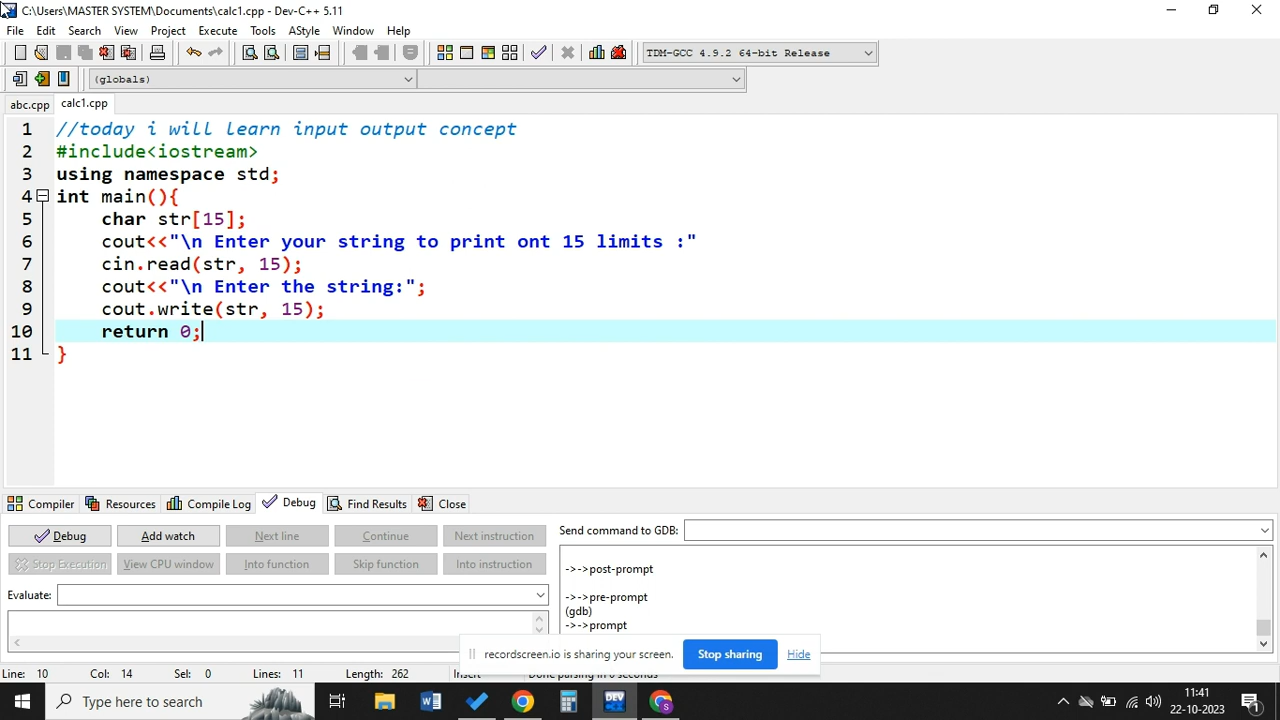 C:\Users\MASTER SYSTEM\Documents\calc1.cpp - Dev-C++ 5.11
File Edit Search View Project Execute Tools AStyle Window Help
TDM-GCC 4.9.2 64-bit Release
(globals)
abc.cpp calc1.cpp
1 //today i will learn input output concept
2 #include<iostream>
3 using namespace std;
4 int main(){
5 char str[15];
6 cout<<"\n Enter your string to print ont 15 limits :"
7 cin.read(str, 15);
8 cout<<"\n Enter the string:";
9 cout.write(str, 15);
10 return 0;
11 }
Compiler Resources Compile Log Debug Find Results Close
Debug Add watch Next line Continue Next instruction Send command to GDB:
Stop Execution View CPU window Into function Skip function Into instruction
->->post-prompt
Evaluate:
->->pre-prompt
(gdb)
->->prompt
recordscreen.io is sharing your screen. Stop sharing Hide
Line: 10 Col: 14 Sel: 0 Lines: 11 Length: 262 Insert Done parsing in 0 seconds
Type here to search
DEV
S
11:41
22-10-2023
1